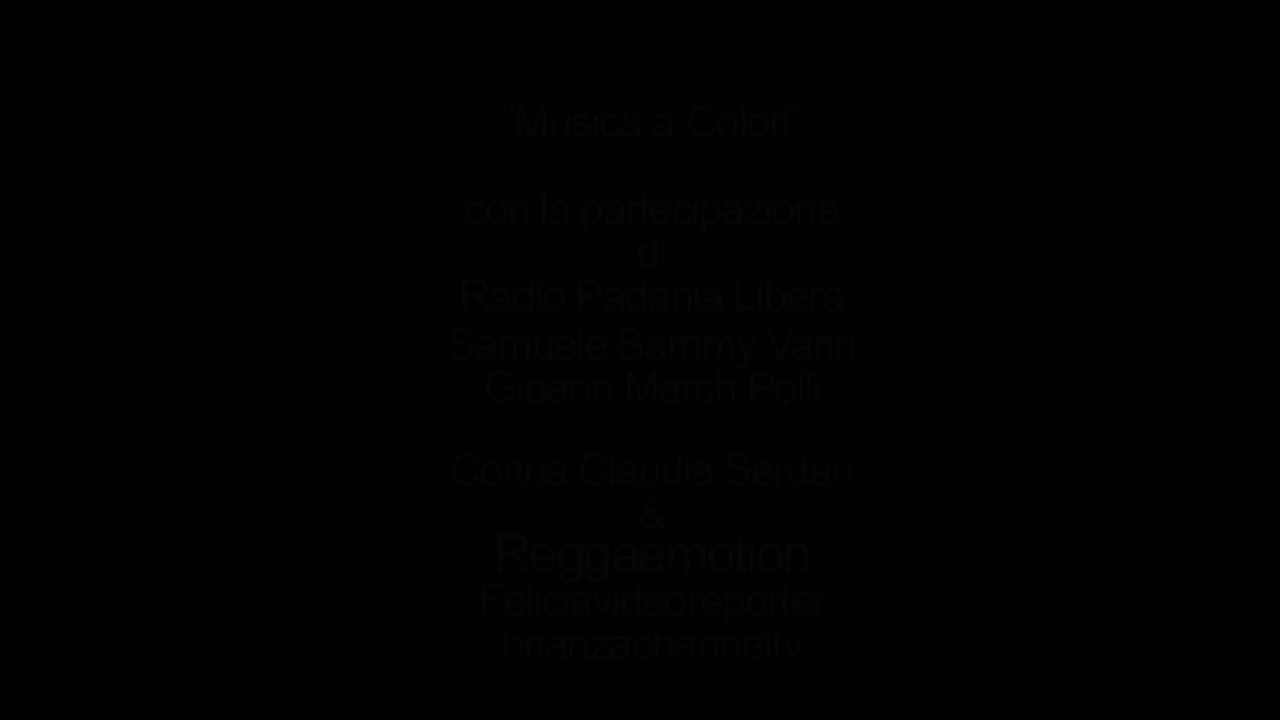 "Musica a Colori"
con la partecipazione
di
Radio Padania Libera
Samuele Sammy Varin
Gioann March Pòlli
Corina Claudia Serdan
&
Reggaemotion
Feliciavideoreporter
brianzachanneltv